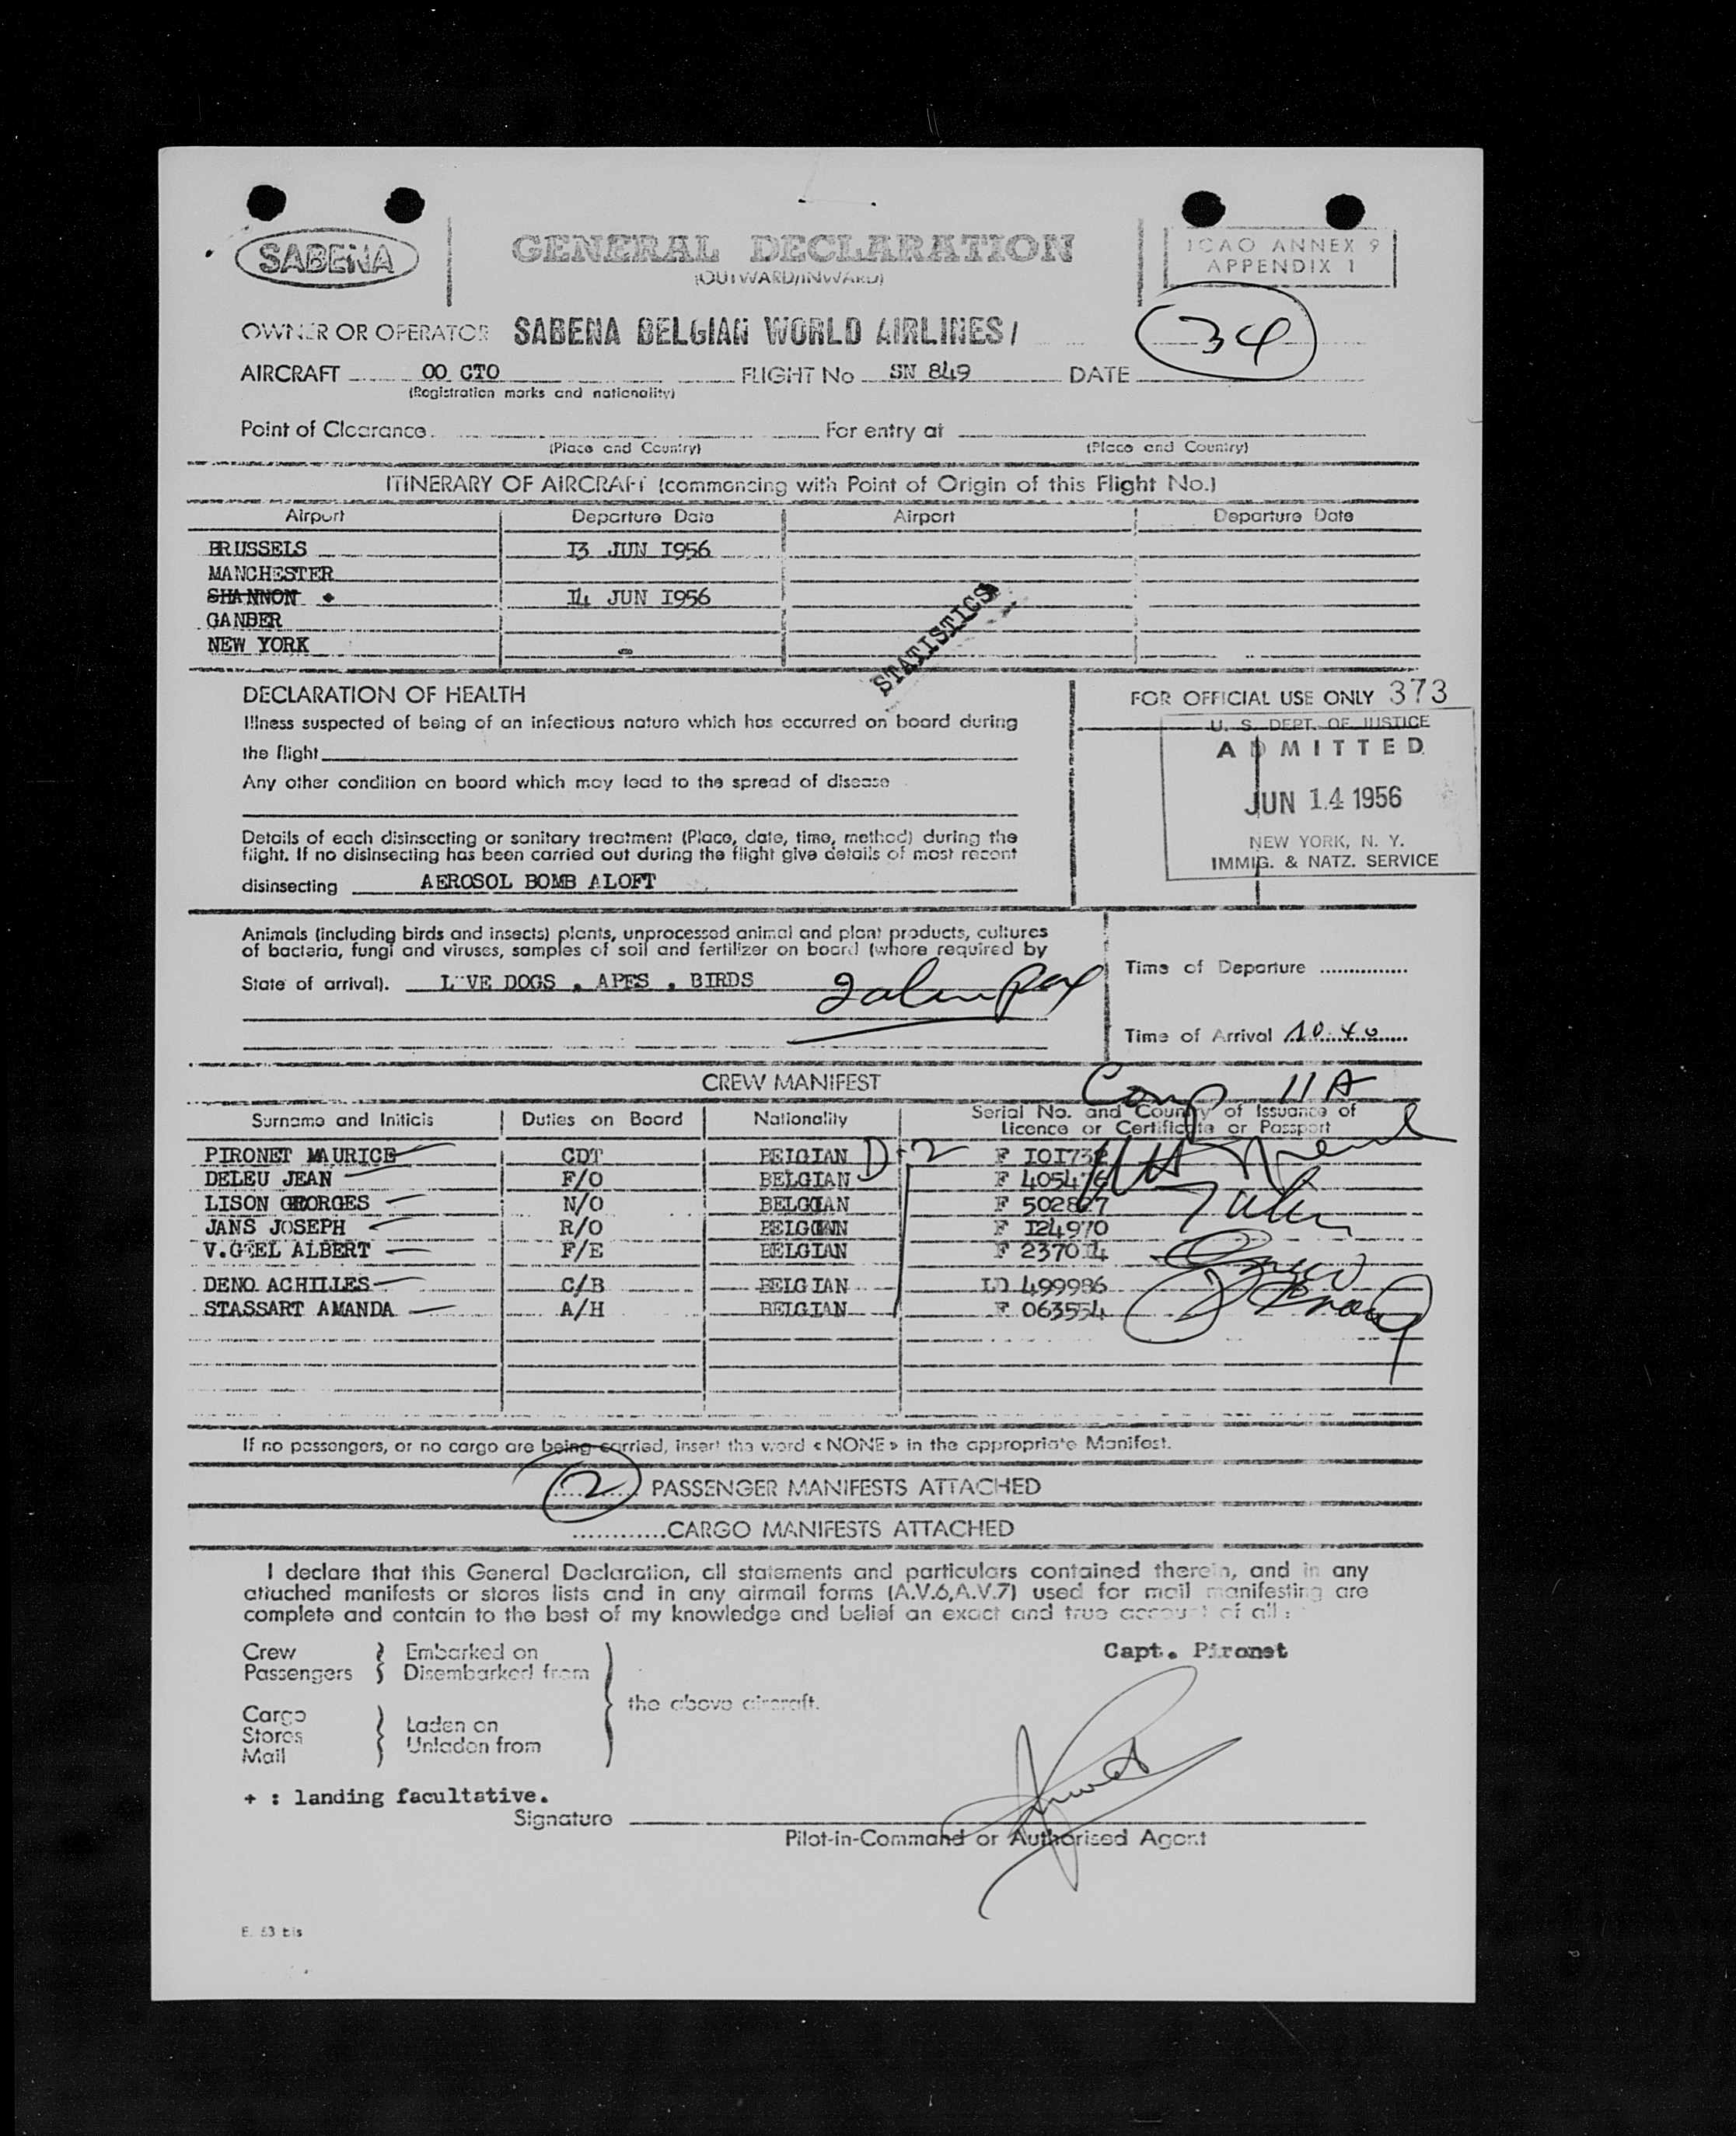 SABENA
GENERAL DECLARATION
(OUTWARD/INWARD)
ICAO ANNEX 9
APPENDIX 1
OWNER OR OPERATOR SABENA BELGIAN WORLD AIRLINES/
34
AIRCRAFT OO CTO FLIGHT No SN 849 DATE
(Registration marks and nationality)
Point of Clearance For entry at
(Place and Country) (Place and Country)
ITINERARY OF AIRCRAFT (commencing with Point of Origin of this Flight No.)
Airport Departure Date Airport Departure Date
BRUSSELS 13 JUN 1956
MANCHESTER
SHANNON + 14 JUN 1956
GANDER
NEW YORK
STATISTICS
DECLARATION OF HEALTH
Illness suspected of being of an infectious nature which has occurred on board during
the flight
Any other condition on board which may lead to the spread of disease
Details of each disinsecting or sanitary treatment (Place, date, time, method) during the
flight. If no disinsecting has been carried out during the flight give details of most recent
disinsecting AEROSOL BOMB ALOFT
FOR OFFICIAL USE ONLY 373
U. S. DEPT. OF JUSTICE
ADMITTED
JUN 14 1956
NEW YORK, N. Y.
IMMIG. & NATZ. SERVICE
Animals (including birds and insects) plants, unprocessed animal and plant products, cultures
of bacteria, fungi and viruses, samples of soil and fertilizer on board (where required by
State of arrival). L VE DOGS . APES . BIRDS
Time of Departure
Time of Arrival 10.40
CREW MANIFEST
Comp 11A
Surname and Initials Duties on Board Nationality Serial No. and Country of Issuance of
Licence or Certificate or Passport
PIRONET MAURICE CDT BELGIAN D-2 F
DELEU JEAN F/O BELGIAN F
LISON GEORGES N/O BELGIAN F
JANS JOSEPH R/O BELGIAN F 124970
V.GEEL ALBERT F/E BELGIAN F 237014
DENO ACHILLES C/B BELGIAN LD 499986
STASSART AMANDA A/H BELGIAN F 063554
If no passengers, or no cargo are being carried, insert the word «NONE» in the appropriate Manifest.
2 PASSENGER MANIFESTS ATTACHED
CARGO MANIFESTS ATTACHED
I declare that this General Declaration, all statements and particulars contained therein, and in any
attached manifests or stores lists and in any airmail forms (A.V.6,A.V.7) used for mail manifesting are
complete and contain to the best of my knowledge and belief an exact and true account of all :
Crew Embarked on
Passengers Disembarked from
the above aircraft.
Cargo
Stores Laden on
Mail Unladen from
Capt. Pironet
+ : landing facultative.
Signature
Pilot-in-Command or Authorised Agent
E. 53 bis